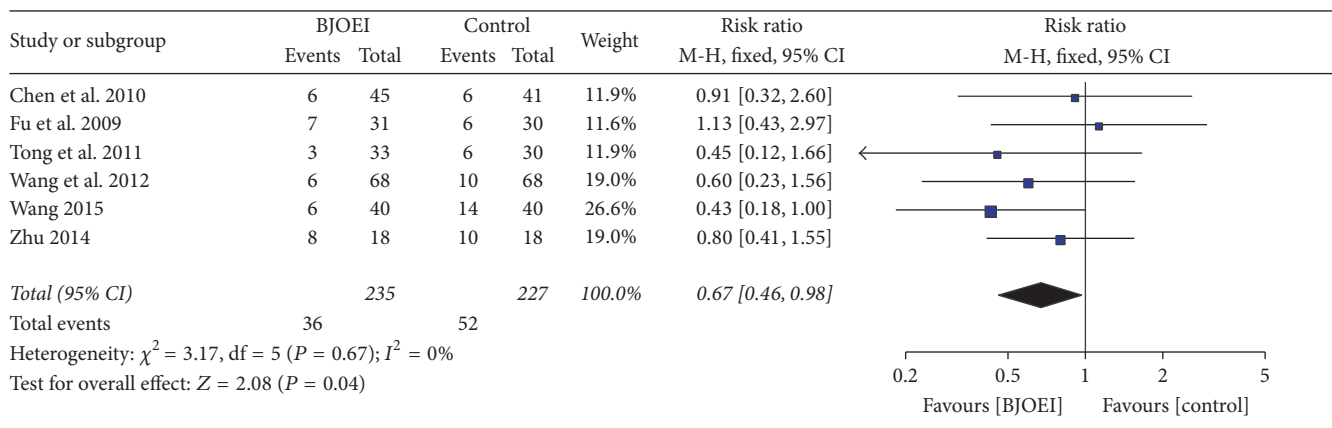 Study or subgroup BJOEI Control Weight Risk ratio Risk ratio
Events Total Events Total M-H, fixed, 95% CI M-H, fixed, 95% CI
Chen et al. 2010 6 45 6 41 11.9% 0.91 [0.32, 2.60]
Fu et al. 2009 7 31 6 30 11.6% 1.13 [0.43, 2.97]
Tong et al. 2011 3 33 6 30 11.9% 0.45 [0.12, 1.66]
Wang et al. 2012 6 68 10 68 19.0% 0.60 [0.23, 1.56]
Wang 2015 6 40 14 40 26.6% 0.43 [0.18, 1.00]
Zhu 2014 8 18 10 18 19.0% 0.80 [0.41, 1.55]
Total (95% CI) 235 227 100.0% 0.67 [0.46, 0.98]
Total events 36 52
Heterogeneity: χ² = 3.17, df = 5 (P = 0.67); I² = 0%
Test for overall effect: Z = 2.08 (P = 0.04)
0.2 0.5 1 2 5
Favours [BJOEI] Favours [control]